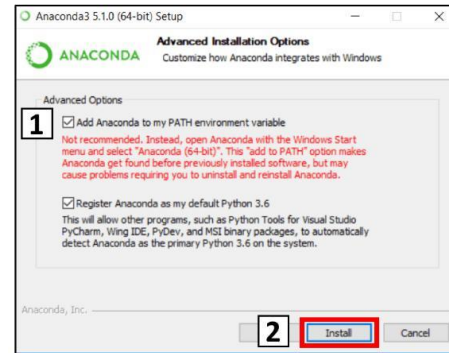 Anaconda3 5.1.0 (64-bit) Setup
ANACONDA
Advanced Installation Options
Customize how Anaconda integrates with Windows
Advanced Options
1
Add Anaconda to my PATH environment variable
Not recommended. Instead, open Anaconda with the Windows Start
menu and select "Anaconda (64-bit)". This "add to PATH" option makes
Anaconda get found before previously installed software, but may
cause problems requiring you to uninstall and reinstall Anaconda.
Register Anaconda as my default Python 3.6
This will allow other programs, such as Python Tools for Visual Studio
PyCharm, Wing IDE, PyDev, and MSI binary packages, to automatically
detect Anaconda as the primary Python 3.6 on the system.
Anaconda, Inc.
2
Install
Cancel